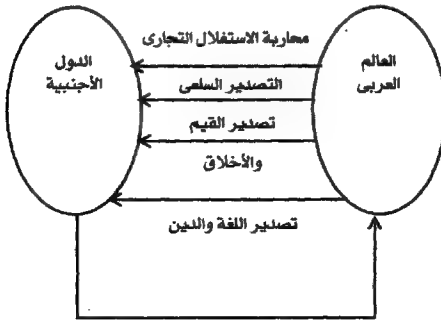 محاربة الاستغلال التجارى
العالم
العربى
الدول
الأجنبية
التصدير السلعى
تصدير القيم
والأخلاق
تصدير اللغة والدين